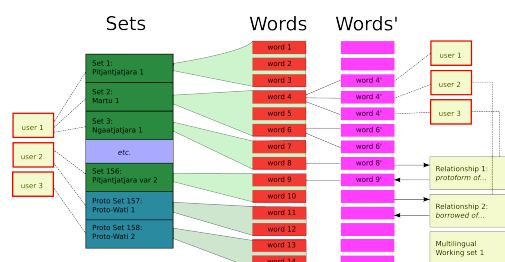 Sets
Words
Words'
Set 1:
Pitjantjatjara 1
Set 2:
Martu 1
Set 3:
Ngaatjatjara 1
etc.
Set 156:
Pitjantjatjara var 2
Proto Set 157:
Proto-Wati 1
Proto Set 158:
Proto-Wati 2
user 1
user 2
user 3
word 1
word 2
word 3
word 4
word 5
word 6
word 7
word 8
word 9
word 10
word 11
word 12
word 13
word 14
word 4'
word 4'
word 4'
word 6'
word 6'
word 8'
word 9'
user 1
user 2
user 3
Relationship 1:
protoform of...
Relationship 2:
borrowed of...
Multilingual
Working set 1